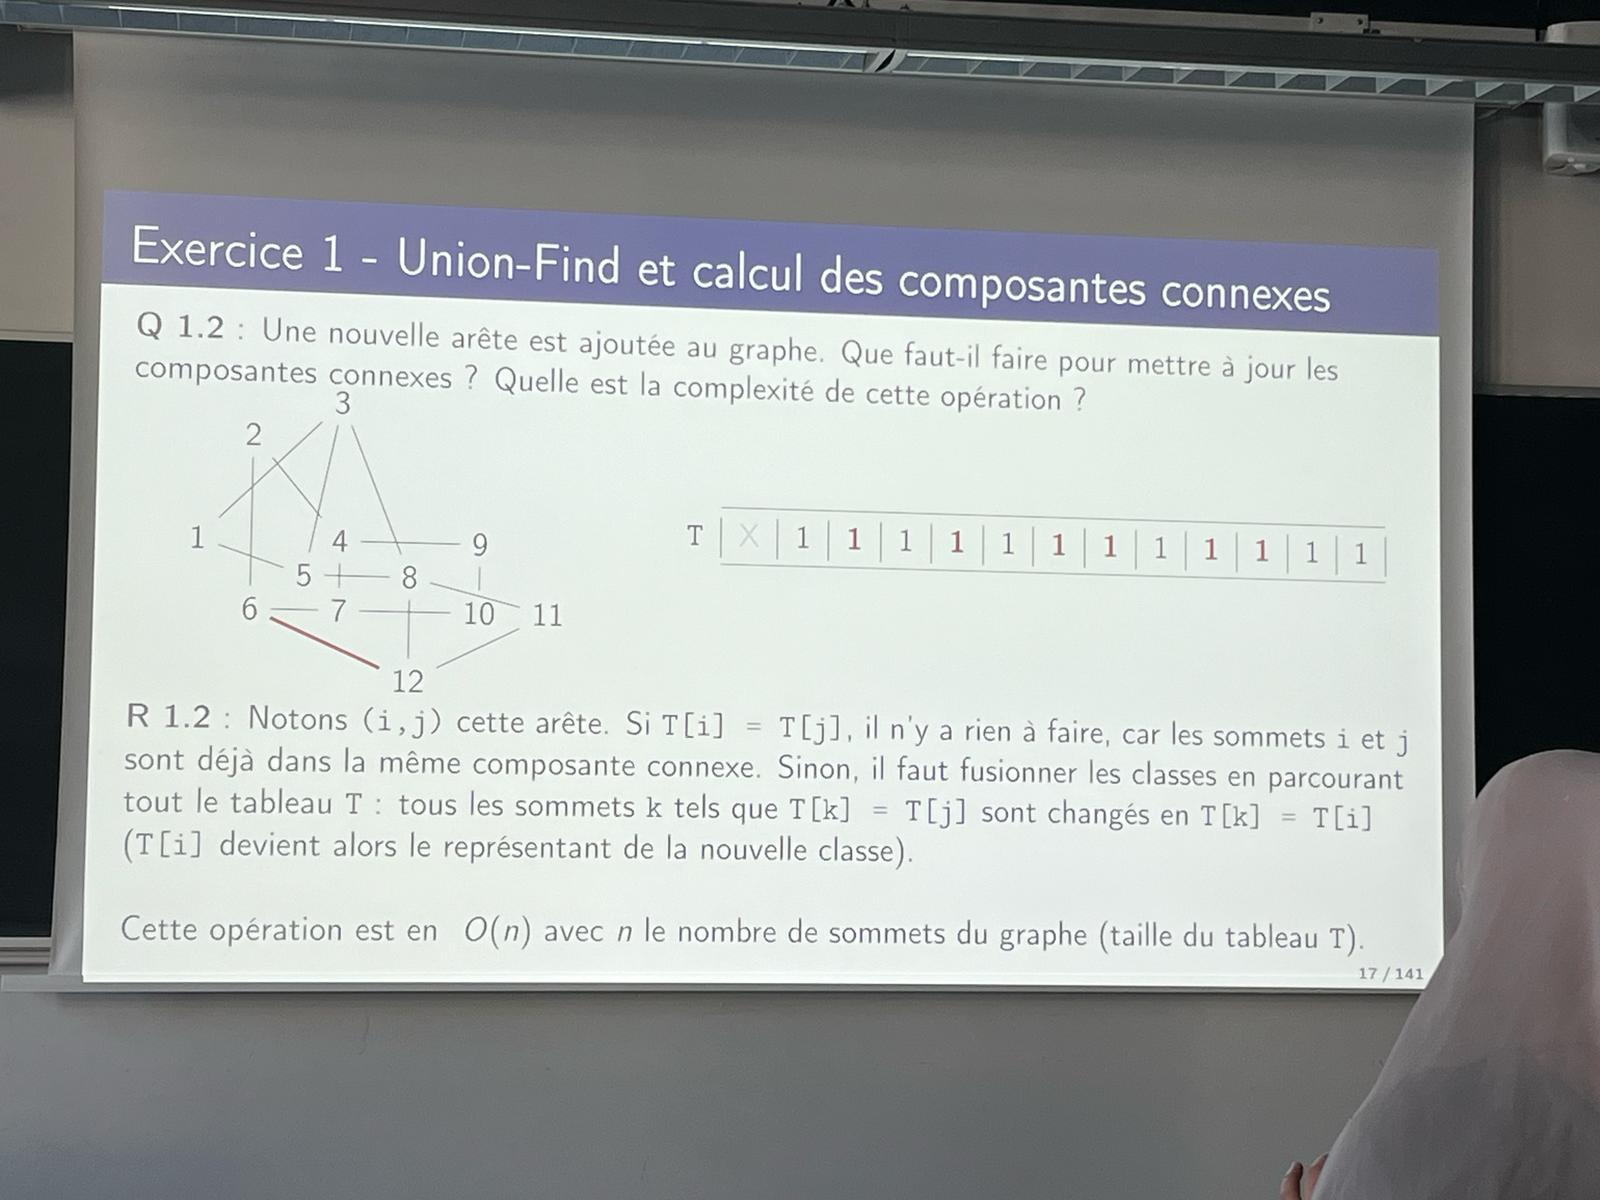 Exercice 1 - Union-Find et calcul des composantes connexes
Q 1.2 : Une nouvelle arête est ajoutée au graphe. Que faut-il faire pour mettre à jour les
composantes connexes ? Quelle est la complexité de cette opération ?
3
2
1 4 9
5 8
6 7 10 11
12
T X 1 1 1 1 1 1 1 1 1 1 1 1
R 1.2 : Notons (i,j) cette arête. Si T[i] = T[j], il n'y a rien à faire, car les sommets i et j
sont déjà dans la même composante connexe. Sinon, il faut fusionner les classes en parcourant
tout le tableau T : tous les sommets k tels que T[k] = T[j] sont changés en T[k] = T[i]
(T[i] devient alors le représentant de la nouvelle classe).
Cette opération est en O(n) avec n le nombre de sommets du graphe (taille du tableau T).
17 / 141